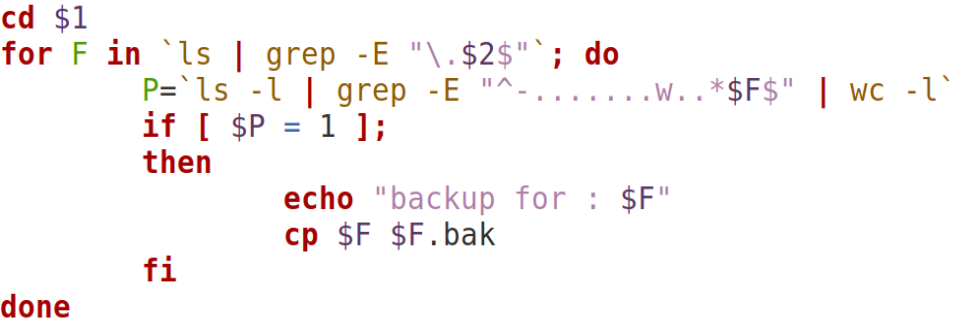 cd $1
for F in `ls | grep -E "\.$2$"`; do
P=`ls -l | grep -E "^-.......w..*$F$" | wc -l`
if [ $P = 1 ];
then
echo "backup for : $F"
cp $F $F.bak
fi
done